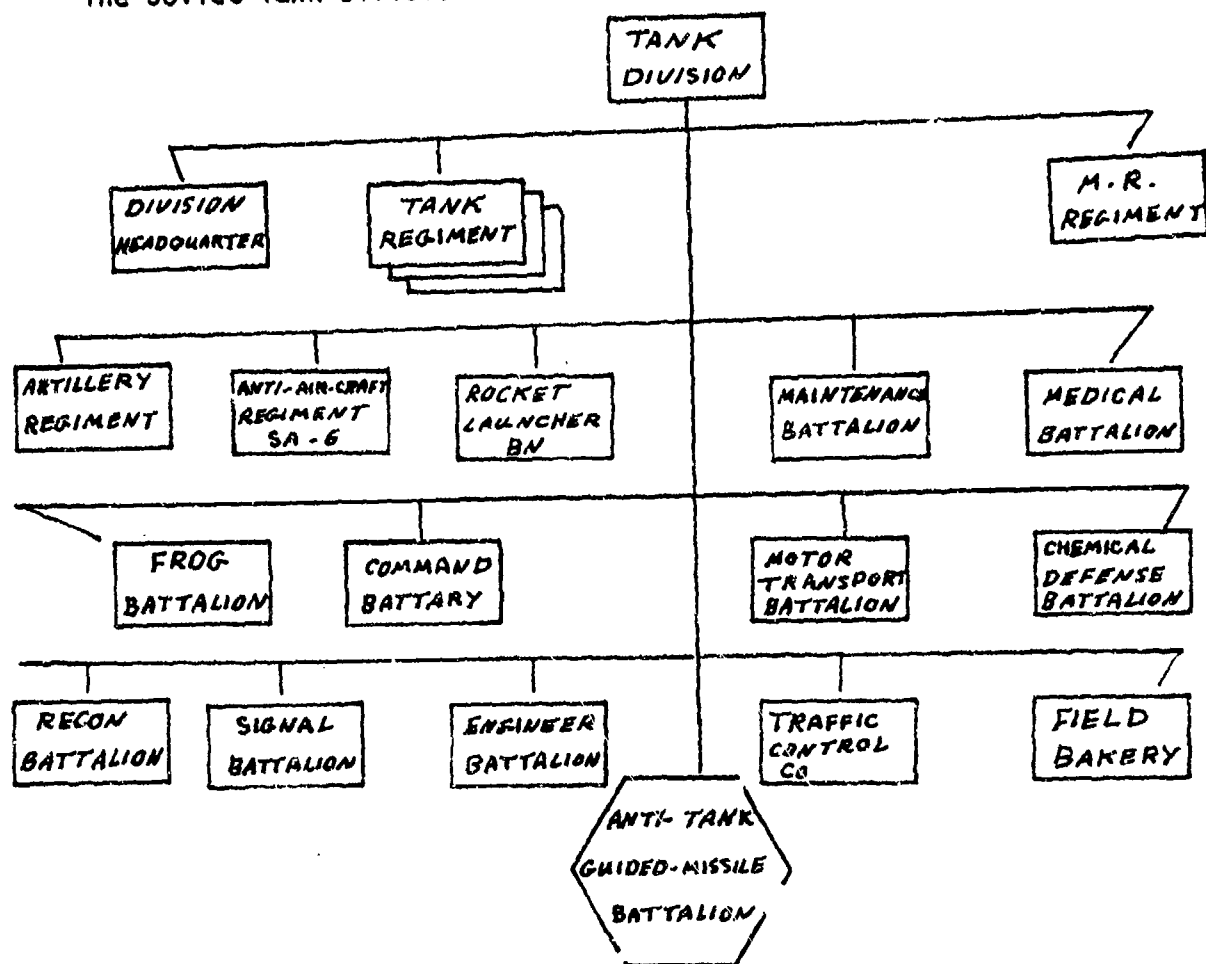 TANK
DIVISION
DIVISION
HEADQUARTER
TANK
REGIMENT
M.R.
REGIMENT
ARTILLERY
REGIMENT
ANTI-AIR-CRAFT
REGIMENT
SA-6
ROCKET
LAUNCHER
BN
MAINTENANCE
BATTALION
MEDICAL
BATTALION
FROG
BATTALION
COMMAND
BATTARY
MOTOR
TRANSPORT
BATTALION
CHEMICAL
DEFENSE
BATTALION
RECON
BATTALION
SIGNAL
BATTALION
ENGINEER
BATTALION
TRAFFIC
CONTROL
CO
FIELD
BAKERY
ANTI-TANK
GUIDED-MISSILE
BATTALION